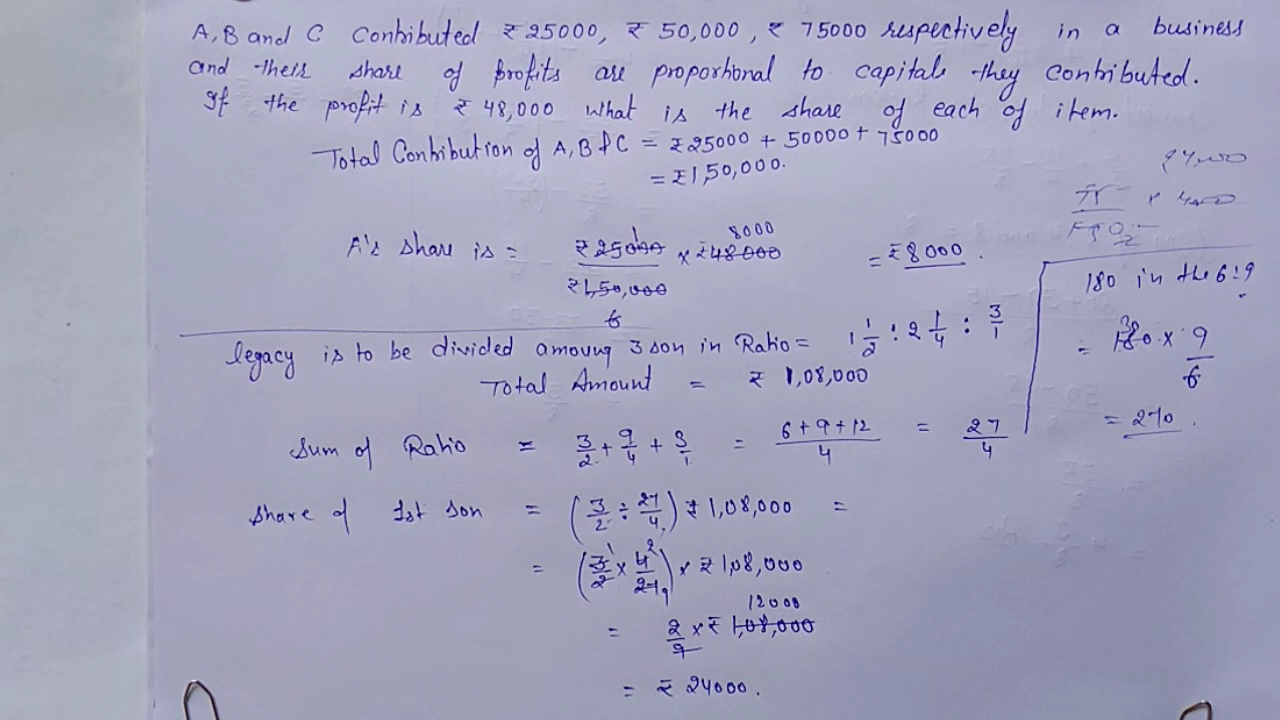 A, B and C Contributed ₹ 25000, ₹ 50,000, ₹ 75000 respectively in a business
and their share of profits are proportional to capitals they contributed.
If the profit is ₹ 48,000 what is the share of each of item.
Total Contribution of A, B & C = ₹25000 + 50000 + 75000
= ₹1,50,000.
A's share is = ₹25000/₹1,50,000 × ₹48000 = ₹8000.
1 8000
6
legacy is to be divided amoung 3 son in Ratio = 1 1/2 : 2 1/4 : 3/1
Total Amount = ₹ 1,08,000
Sum of Ratio = 3/2 + 9/4 + 3/1 = 6+9+12/4 = 27/4
Share of 1st son = (3/2 ÷ 27/4) ₹ 1,08,000 =
= (3/2 × 4/27) × ₹ 1,08,000
1 2 9
12000
= 2/9 × ₹ 1,08,000
= ₹ 24000.
180 in the 6:9
30
= 180 × 9/6
= 270.